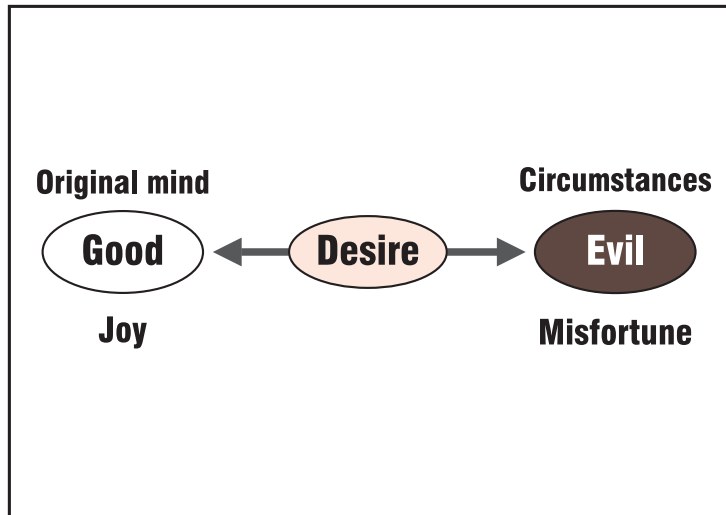 Original mind
Circumstances
Good
Desire
Evil
Joy
Misfortune